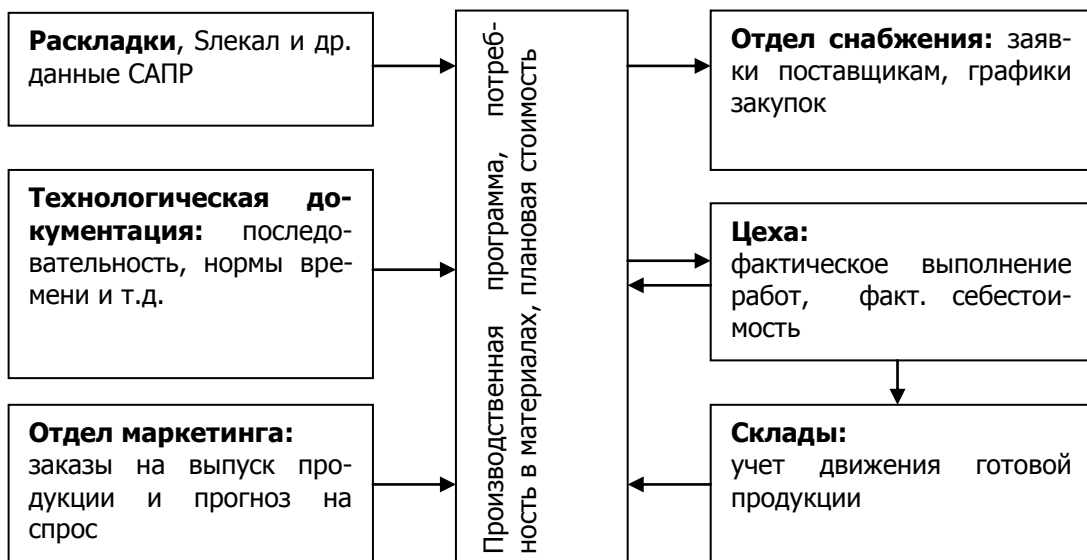 Раскладки, Sлекал и др.
данные САПР
Технологическая до-
кументация: последо-
вательность, нормы вре-
мени и т.д.
Отдел маркетинга:
заказы на выпуск про-
дукции и прогноз на
спрос
Производственная программа, потреб-
ность в материалах, плановая стоимость
Отдел снабжения: заяв-
ки поставщикам, графики
закупок
Цеха:
фактическое выполнение
работ, факт. себестои-
мость
Склады:
учет движения готовой
продукции